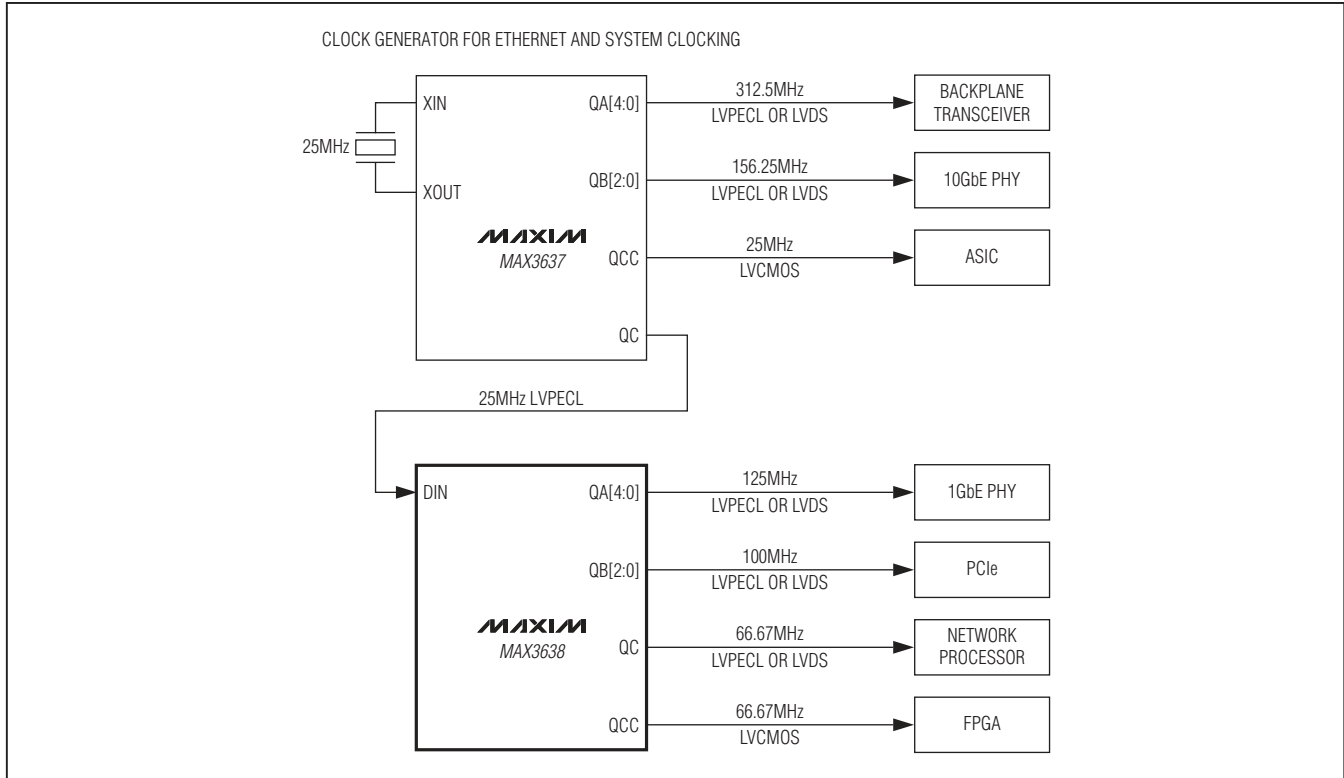 CLOCK GENERATOR FOR ETHERNET AND SYSTEM CLOCKING
XIN
25MHz
XOUT
MAXIM
MAX3637
QA[4:0]
312.5MHz
LVPECL OR LVDS
BACKPLANE
TRANSCEIVER
QB[2:0]
156.25MHz
LVPECL OR LVDS
10GbE PHY
QCC
25MHz
LVCMOS
ASIC
QC
25MHz LVPECL
DIN
MAXIM
MAX3638
QA[4:0]
125MHz
LVPECL OR LVDS
1GbE PHY
QB[2:0]
100MHz
LVPECL OR LVDS
PCIe
QC
66.67MHz
LVPECL OR LVDS
NETWORK
PROCESSOR
QCC
66.67MHz
LVCMOS
FPGA